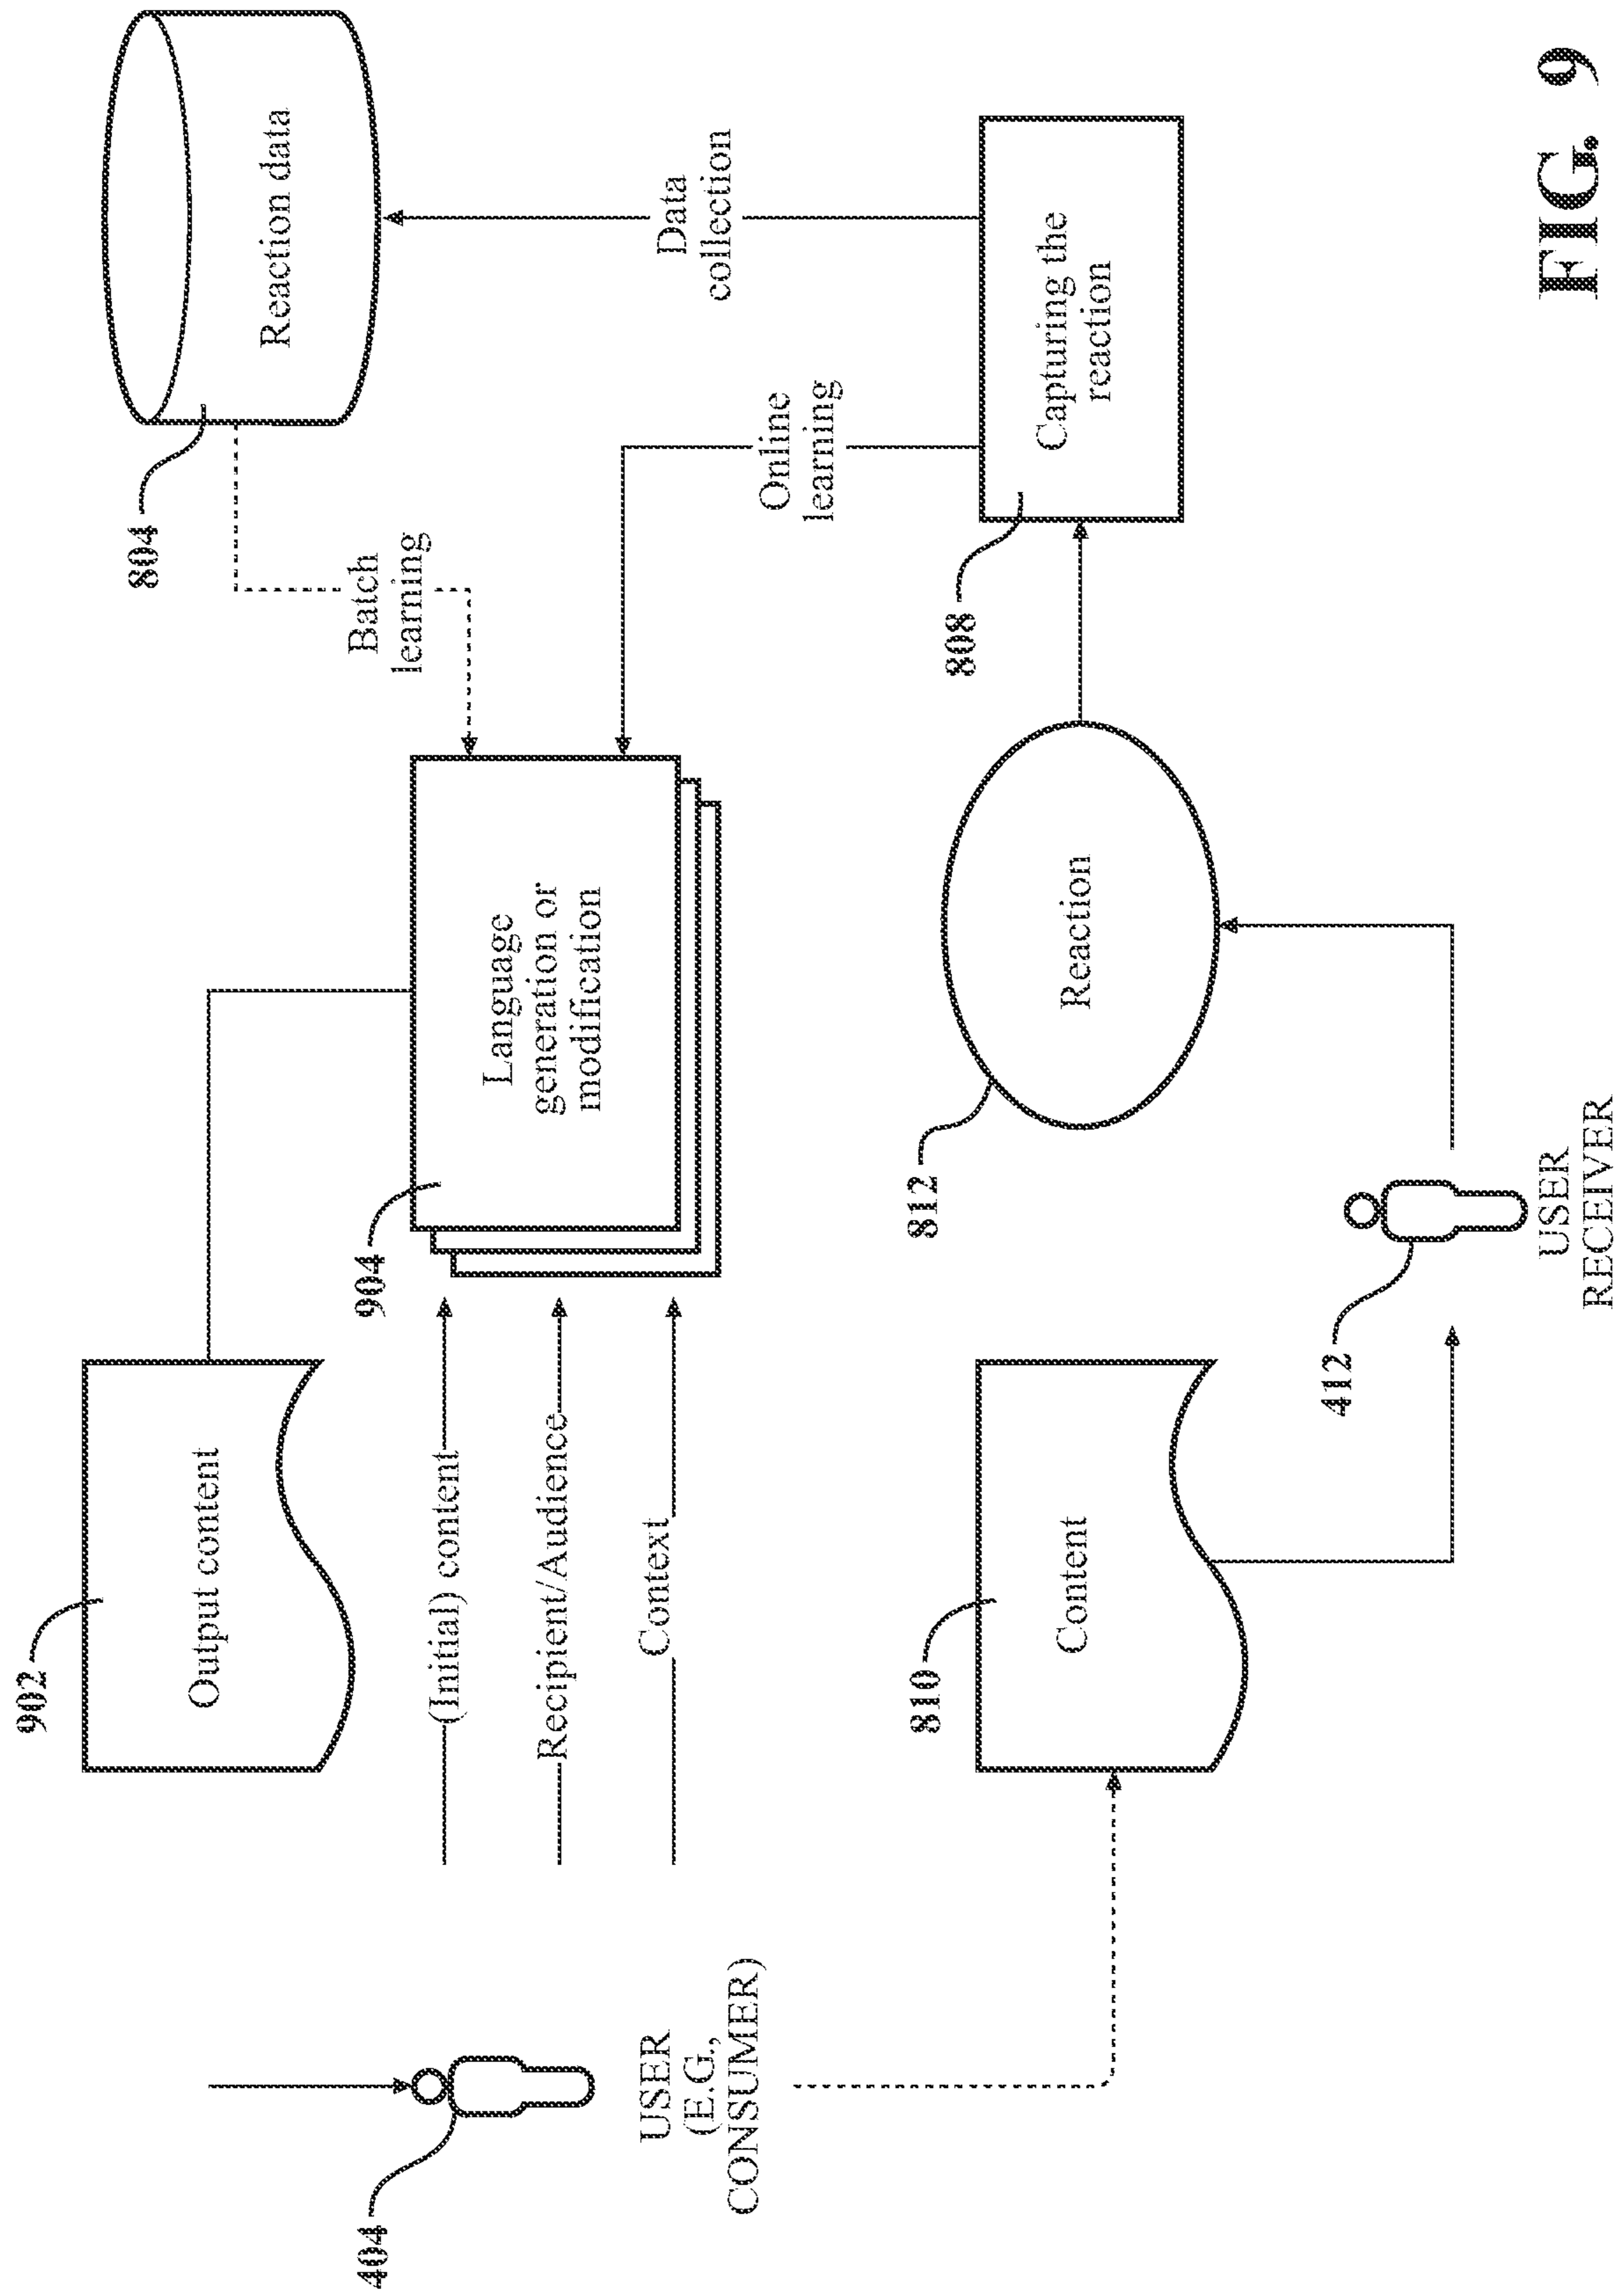 902
Output content
904
Language
generation or
modification
Batch
learning
804
Reaction data
404
USER
(E.G.,
CONSUMER)
(Initial) content
Recipient/Audience
Context
Online
learning
Data
collection
810
Content
812
Reaction
808
Capturing the
reaction
412
USER
RECEIVER
FIG. 9